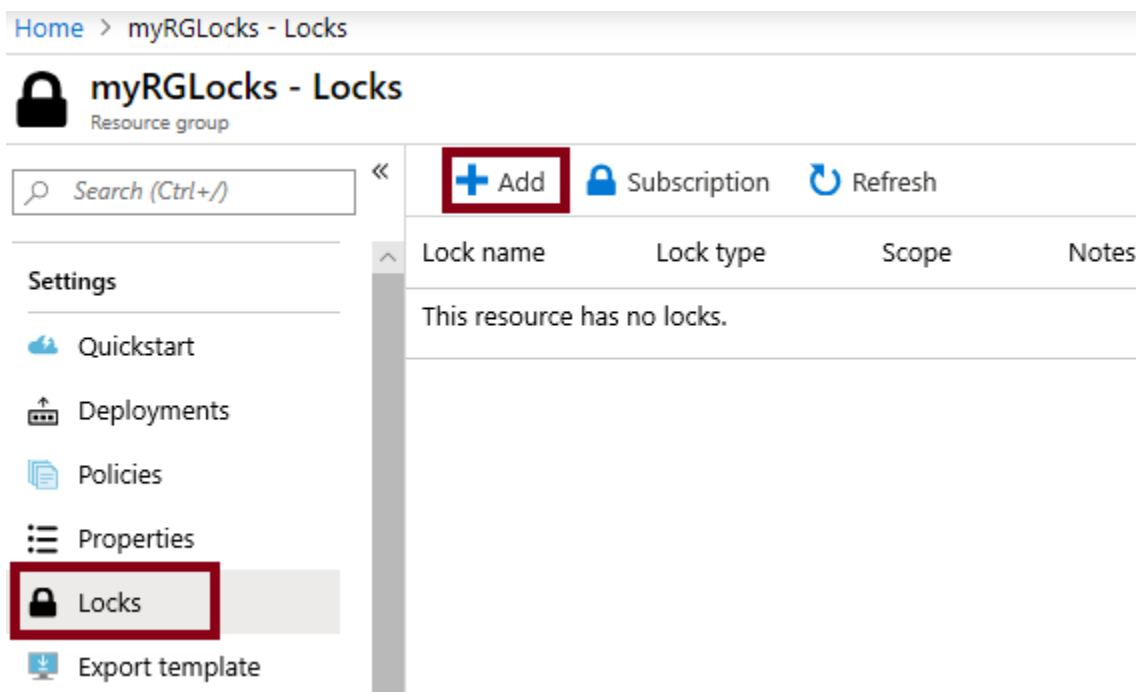 Home > myRGLocks - Locks
myRGLocks - Locks
Resource group
Search (Ctrl+/)
«
Settings
Quickstart
Deployments
Policies
Properties
Locks
Export template
+ Add Subscription Refresh
Lock name Lock type Scope Notes
This resource has no locks.